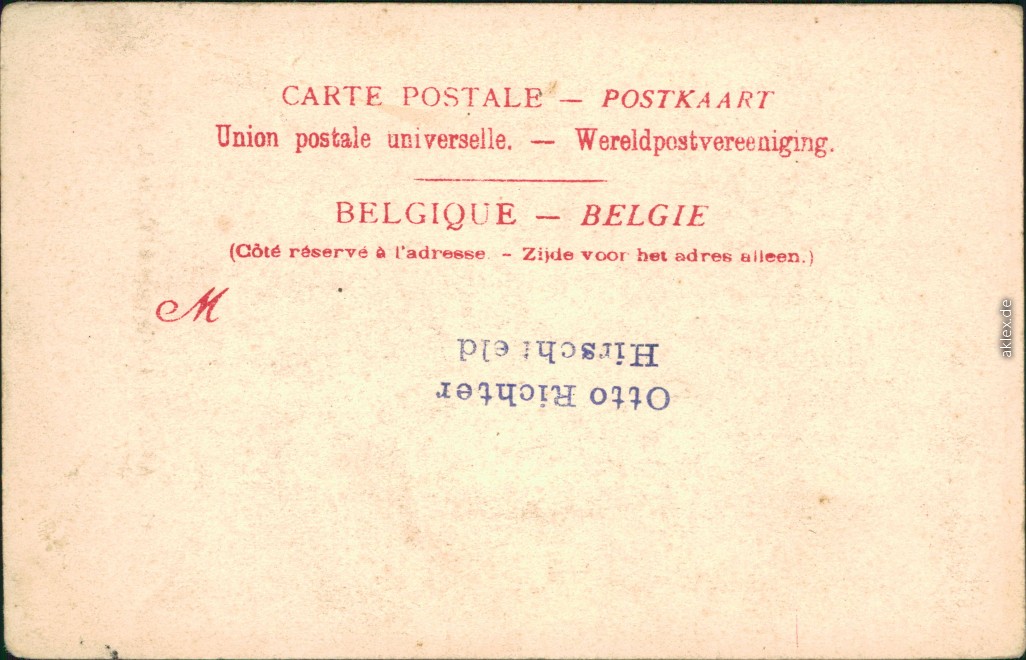 CARTE POSTALE — POSTKAART
Union postale universelle. — Wereldpostvereeniging.
BELGIQUE — BELGIE
(Côté réservé à l'adresse. - Zijde voor het adres alleen.)
M
Otto Richter
Hirschfeld
aklex.de